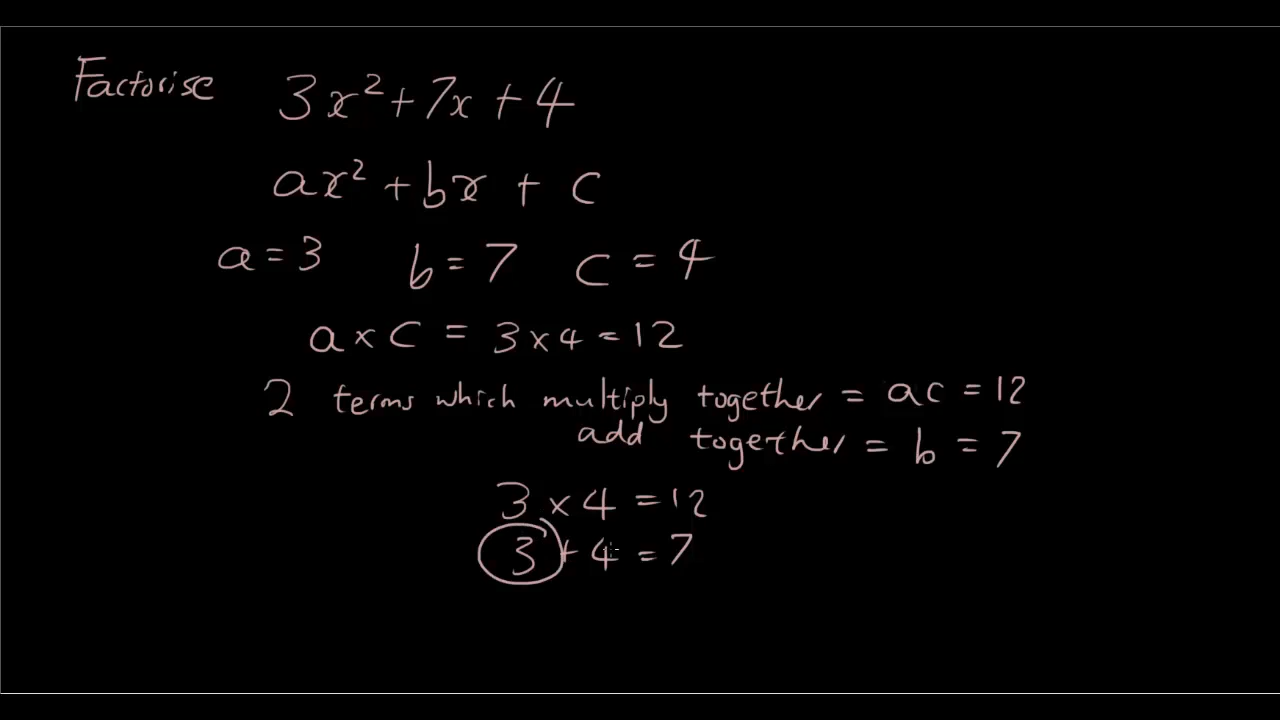 Factorise 3x²+7x+4
ax²+bx+c
a=3 b=7 c=4
a×c=3×4=12
2 terms which multiply together = ac=12
add together = b=7
3×4=12
3+4=7